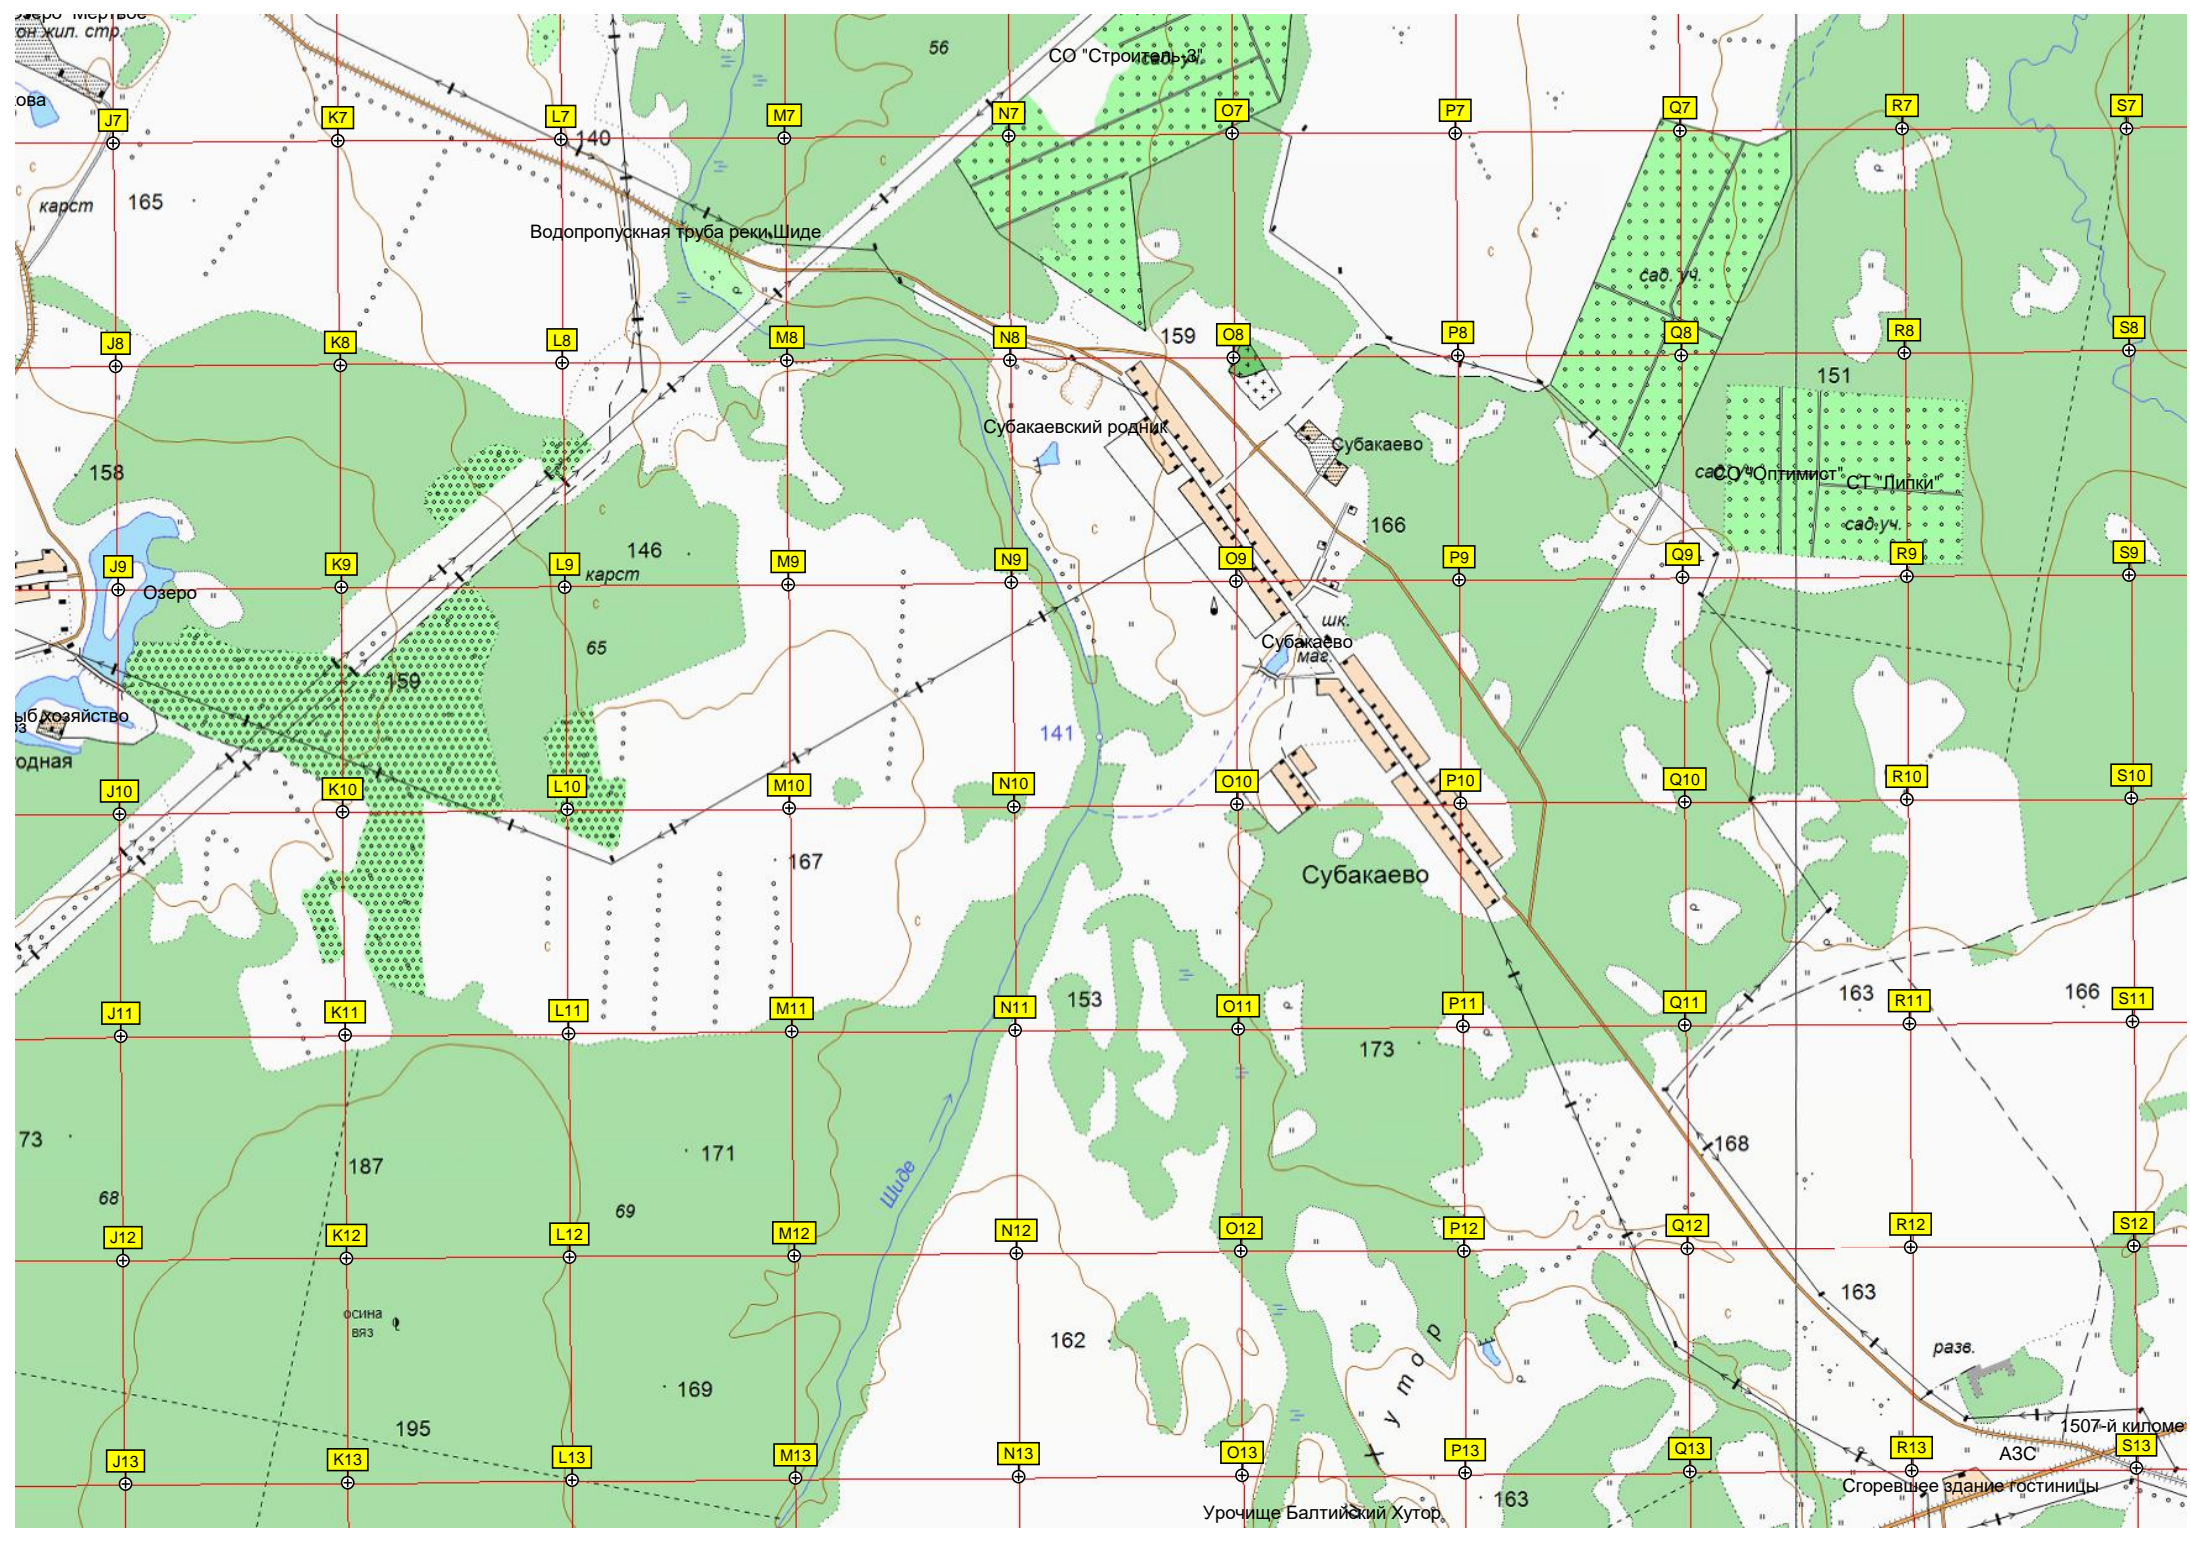 он жил. стр.
56
СО "Строитель-3"
сад. уч.
ова
J7
K7
L7
M7
N7
O7
P7
Q7
R7
S7
140
карст
165
Водопропускная труба реки Шиде
сад. уч.
159
J8
K8
L8
M8
N8
O8
P8
Q8
R8
S8
151
Субакаевский родник
Субакаево
158
СО "Оптимист"
СТ "Липки"
166
сад.уч.
146
J9
K9
L9
M9
N9
O9
P9
Q9
R9
S9
карст
Озеро
шк.
65
Субакаево
маг.
159
ыб.хозяйство
141
одная
J10
K10
L10
M10
N10
O10
P10
Q10
R10
S10
167
Субакаево
153
163
166
J11
K11
L11
M11
N11
O11
P11
Q11
R11
S11
173
73
187
171
168
Шиде
68
69
J12
K12
L12
M12
N12
O12
P12
Q12
R12
S12
163
осина
вяз
162
Хутор
разв.
169
195
1507-й киломе
АЗС
J13
K13
L13
M13
N13
O13
P13
Q13
R13
S13
Сгоревшее здание гостиницы
163
Урочище Балтийский Хутор